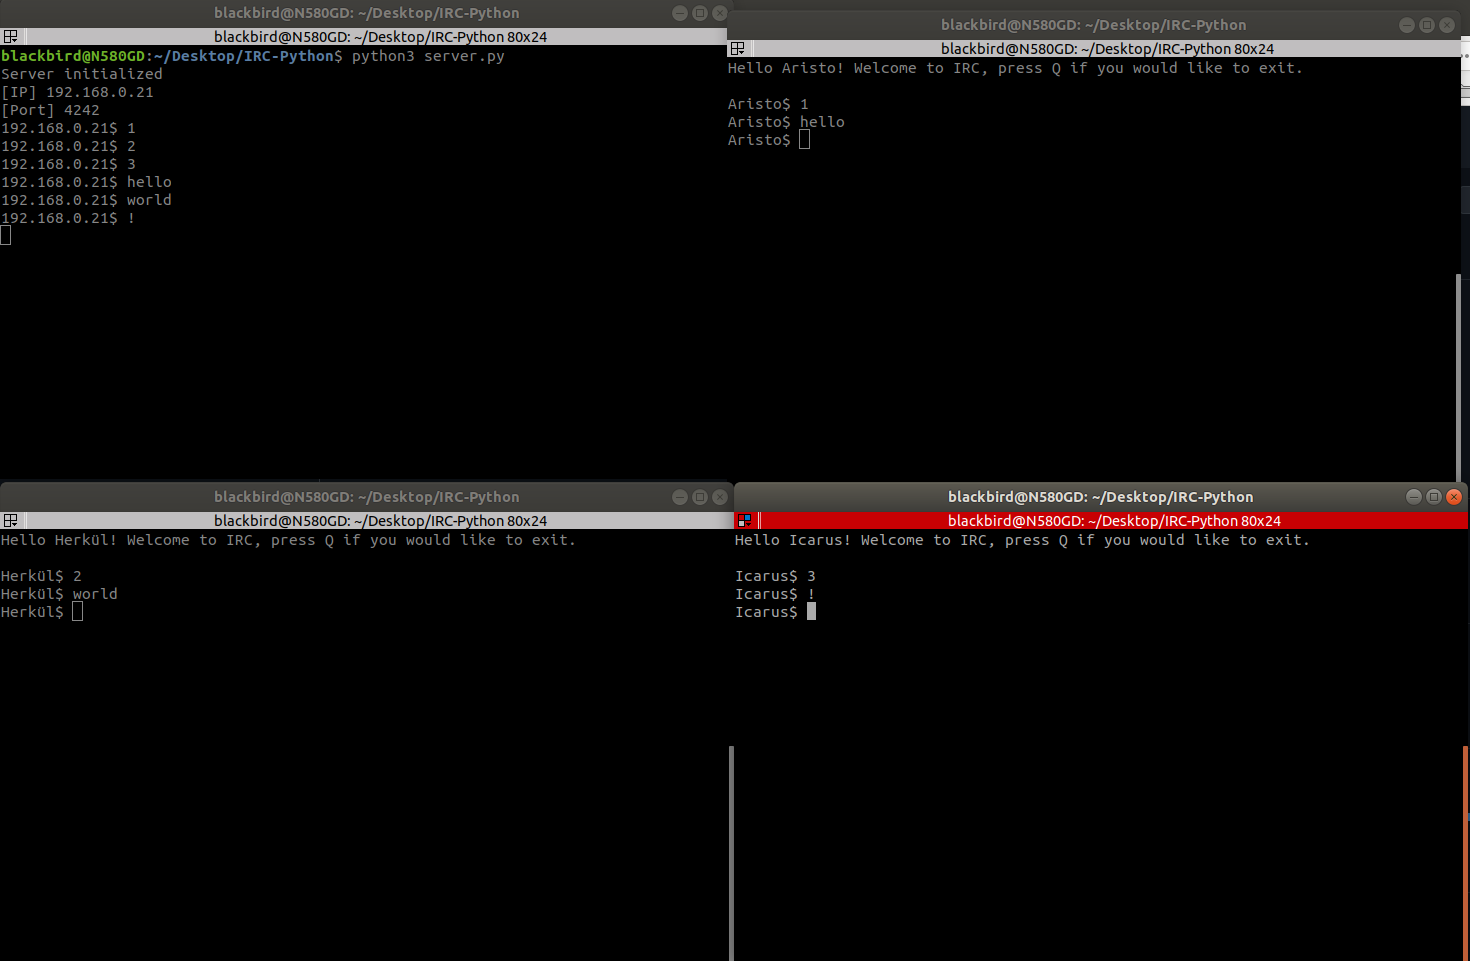 blackbird@N580GD: ~/Desktop/IRC-Python
blackbird@N580GD: ~/Desktop/IRC-Python 80x24
blackbird@N580GD:~/Desktop/IRC-Python$ python3 server.py
Server initialized
[IP] 192.168.0.21
[Port] 4242
192.168.0.21$ 1
192.168.0.21$ 2
192.168.0.21$ 3
192.168.0.21$ hello
192.168.0.21$ world
192.168.0.21$ !
blackbird@N580GD: ~/Desktop/IRC-Python
blackbird@N580GD: ~/Desktop/IRC-Python 80x24
Hello Aristo! Welcome to IRC, press Q if you would like to exit.
Aristo$ 1
Aristo$ hello
Aristo$
blackbird@N580GD: ~/Desktop/IRC-Python
blackbird@N580GD: ~/Desktop/IRC-Python 80x24
Hello Herkül! Welcome to IRC, press Q if you would like to exit.
Herkül$ 2
Herkül$ world
Herkül$
blackbird@N580GD: ~/Desktop/IRC-Python
blackbird@N580GD: ~/Desktop/IRC-Python 80x24
Hello Icarus! Welcome to IRC, press Q if you would like to exit.
Icarus$ 3
Icarus$ !
Icarus$